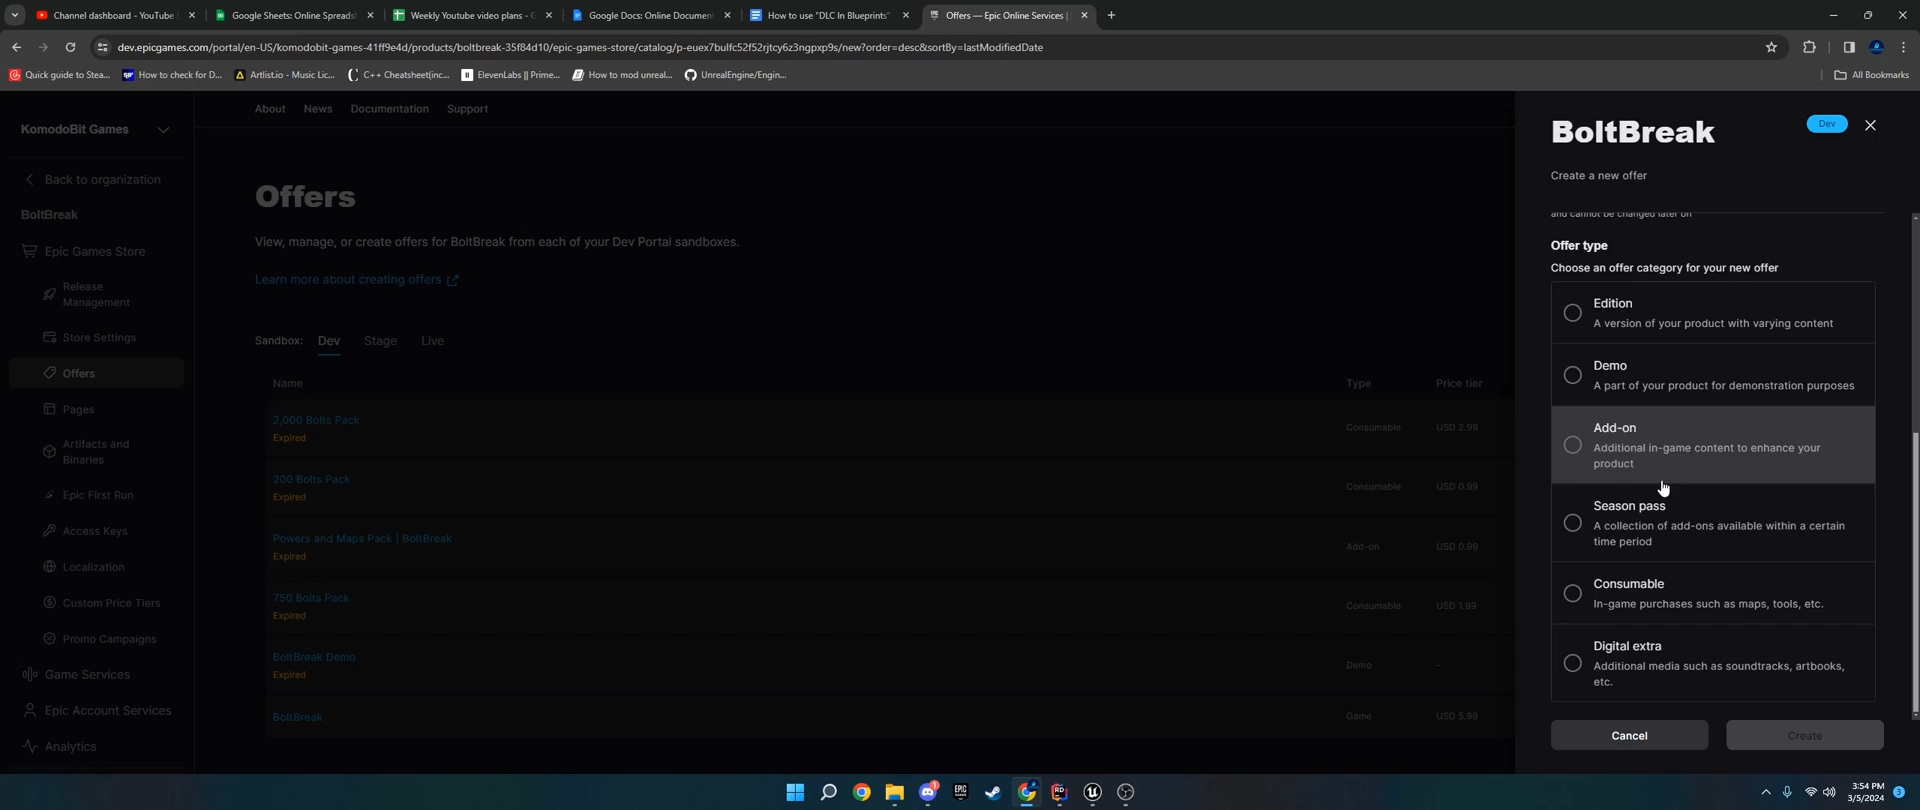 Channel dashboard - YouTube
Google Sheets: Online Spreads
Weekly Youtube video plans - G
Google Docs: Online Document
How to use "DLC In Blueprints"
Offers — Epic Online Services |
dev.epicgames.com/portal/en-US/komodobit-games-41ff9e4d/products/boltbreak-35f84d10/epic-games-store/catalog/p-euex7bulfc52f52rjtcy6z3ngpxp9s/new?order=desc&sortBy=lastModifiedDate
Quick guide to Stea...
How to check for D...
Artlist.io - Music Lic...
C++ Cheatsheet(inc...
ElevenLabs || Prime...
How to mod unreal...
UnrealEngine/Engin...
All Bookmarks
KomodoBit Games
About
News
Documentation
Support
Back to organization
BoltBreak
Epic Games Store
Release
Management
Store Settings
Offers
Pages
Artifacts and
Binaries
Epic First Run
Access Keys
Localization
Custom Price Tiers
Promo Campaigns
Game Services
Epic Account Services
Analytics
Offers
View, manage, or create offers for BoltBreak from each of your Dev Portal sandboxes.
Learn more about creating offers
Sandbox: Dev Stage Live
Name Type Price tier
2,000 Bolts Pack Consumable USD 2.99
Expired
200 Bolts Pack Consumable USD 0.99
Expired
Powers and Maps Pack | BoltBreak Add-on USD 0.99
Expired
750 Bolts Pack Consumable USD 1.99
Expired
BoltBreak Demo Demo -
Expired
BoltBreak Game USD 5.99
BoltBreak
Dev
Create a new offer
and cannot be changed later on
Offer type
Choose an offer category for your new offer
Edition
A version of your product with varying content
Demo
A part of your product for demonstration purposes
Add-on
Additional in-game content to enhance your
product
Season pass
A collection of add-ons available within a certain
time period
Consumable
In-game purchases such as maps, tools, etc.
Digital extra
Additional media such as soundtracks, artbooks,
etc.
Cancel
Create
EPIC
1
RD
3:54 PM
3/5/2024
3